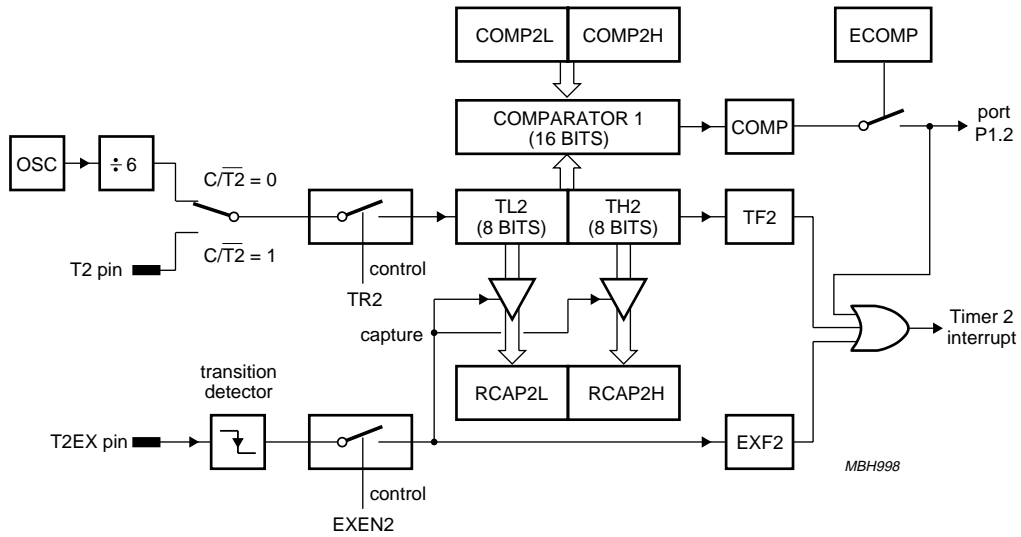 COMP2L COMP2H ECOMP
COMPARATOR 1
(16 BITS)
COMP
port
P1.2
OSC
÷ 6
C/T2̅ = 0
C/T2̅ = 1
T2 pin
control
TR2
TL2
(8 BITS)
TH2
(8 BITS)
TF2
capture
Timer 2
interrupt
RCAP2L RCAP2H
transition
detector
T2EX pin
control
EXEN2
EXF2
MBH998